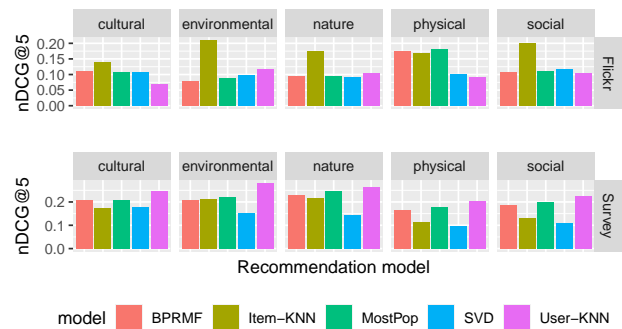 cultural environmental nature physical social
nDCG@5
0.20
0.15
0.10
0.05
0.00
Flickr
cultural environmental nature physical social
nDCG@5
0.2
0.1
0.0
Survey
Recommendation model
model BPRMF Item-KNN MostPop SVD User-KNN